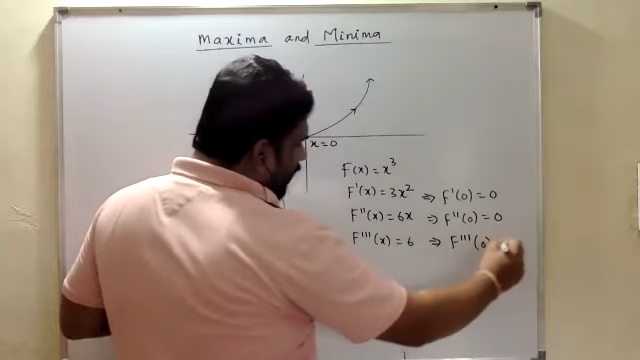 Maxima and Minima
x=0
f(x) = x³
F'(x) = 3x² ⇒ f'(0) = 0
F''(x) = 6x ⇒ f''(0) = 0
F'''(x) = 6 ⇒ F'''(0)